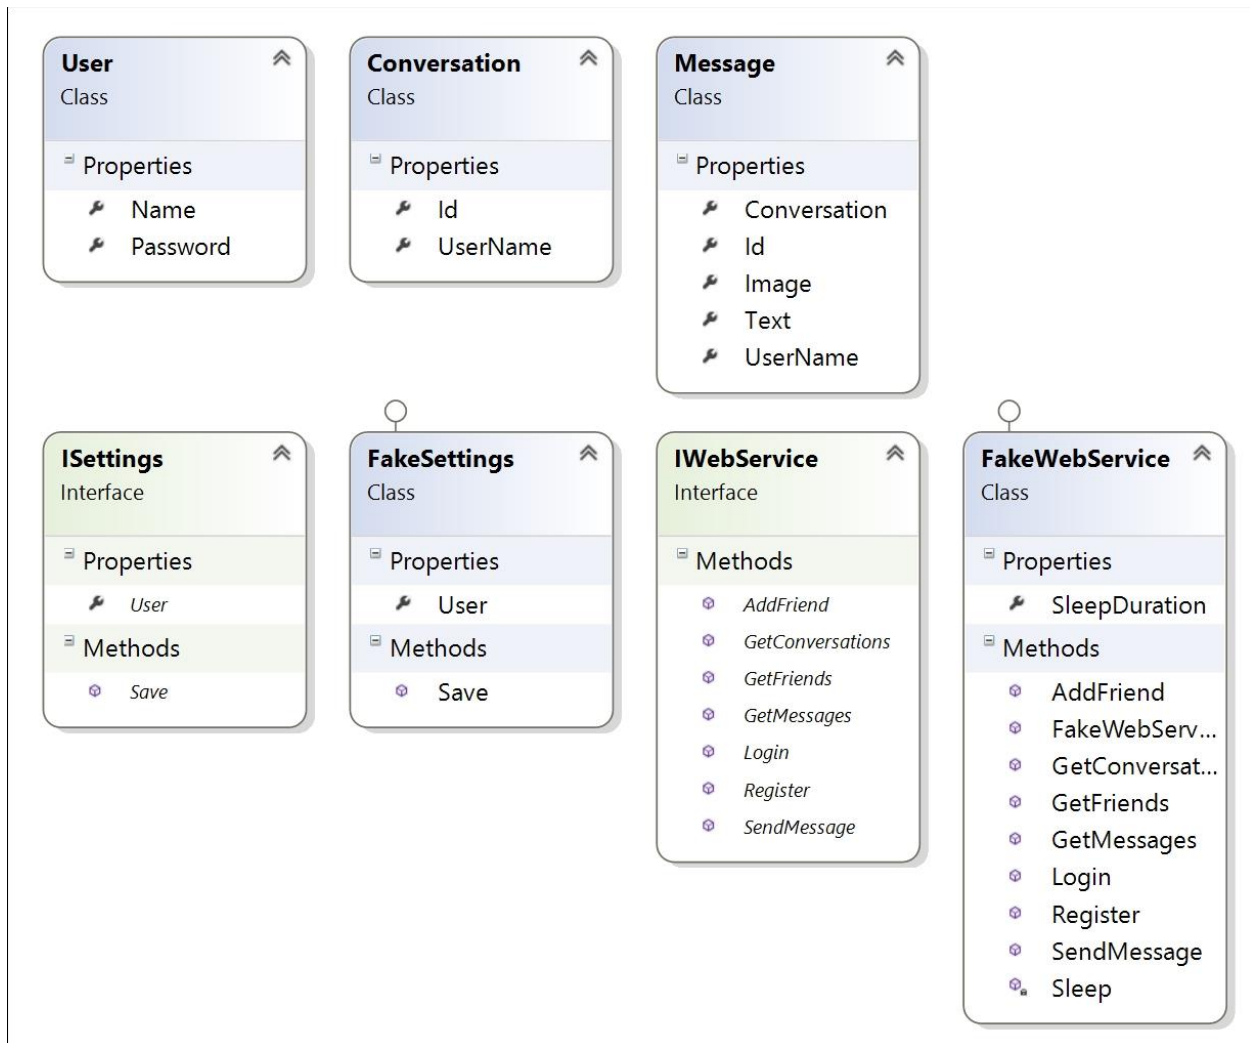 User
Class
Properties
Name
Password
Conversation
Class
Properties
Id
UserName
Message
Class
Properties
Conversation
Id
Image
Text
UserName
ISettings
Interface
Properties
User
Methods
Save
FakeSettings
Class
Properties
User
Methods
Save
IWebService
Interface
Methods
AddFriend
GetConversations
GetFriends
GetMessages
Login
Register
SendMessage
FakeWebService
Class
Properties
SleepDuration
Methods
AddFriend
FakeWebServ...
GetConversat...
GetFriends
GetMessages
Login
Register
SendMessage
Sleep